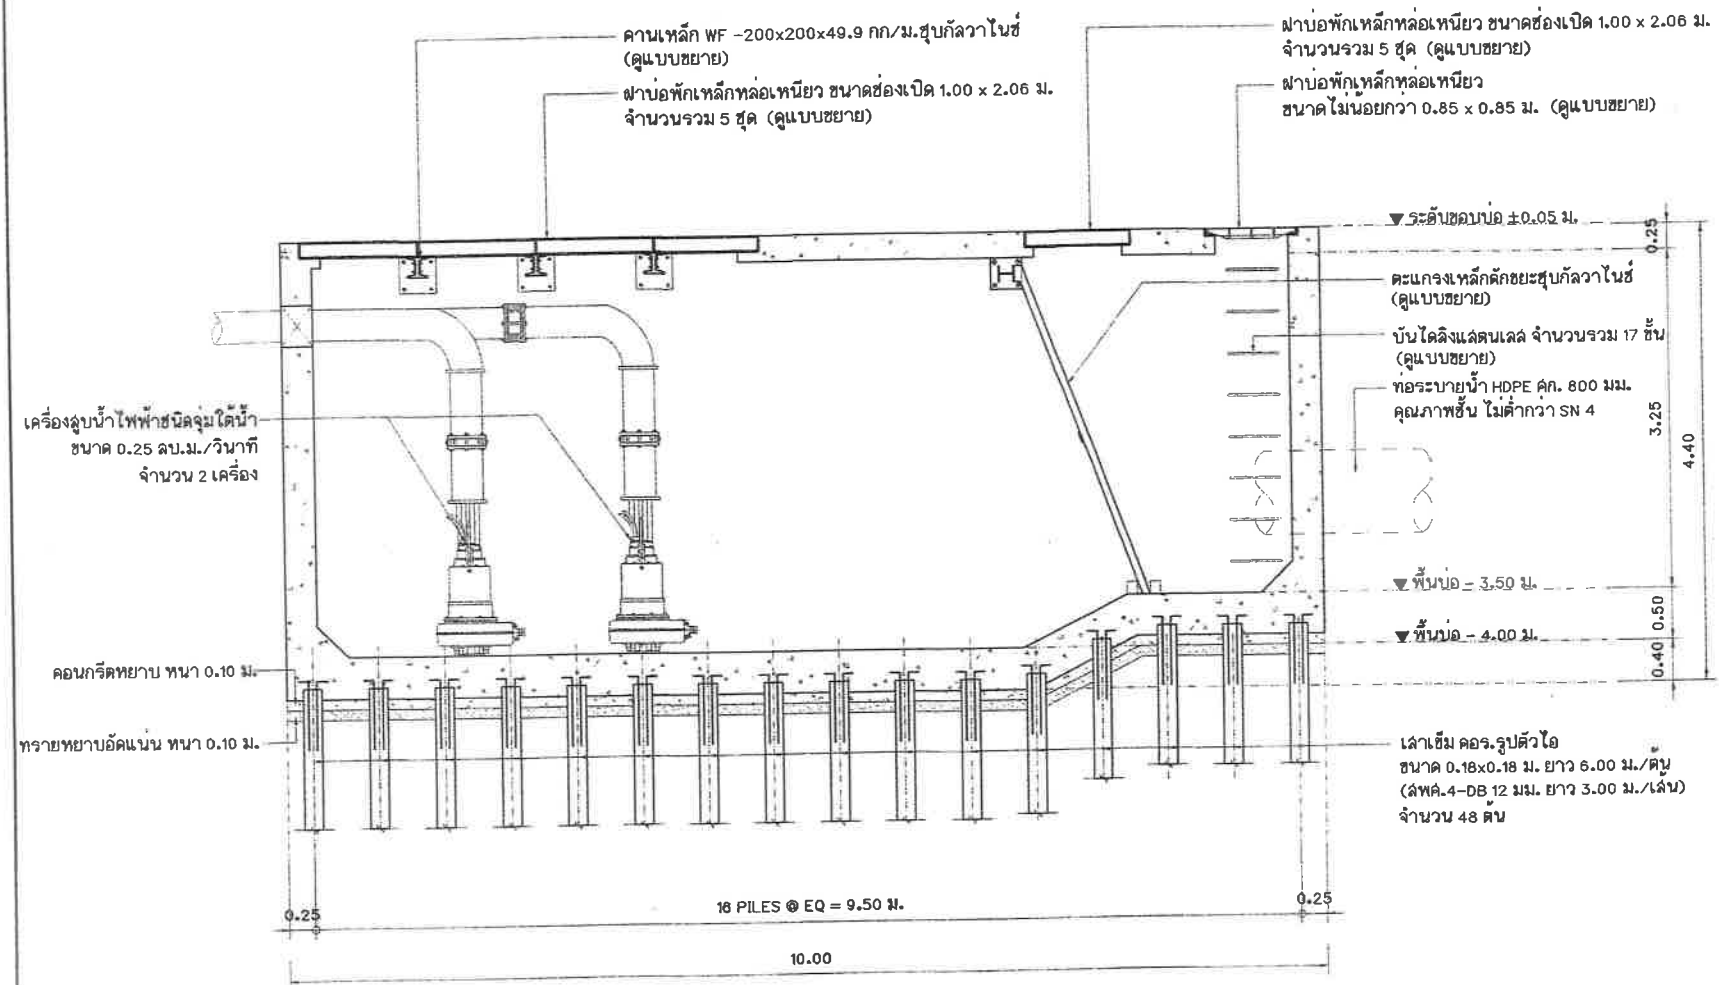 คานเหล็ก WF -200x200x49.9 กก/ม.ชุบกัลวาไนซ์
(ดูแบบขยาย)
ฝาบ่อพักเหล็กหล่อเหนียว ขนาดช่องเปิด 1.00 x 2.06 ม.
จำนวนรวม 5 ชุด (ดูแบบขยาย)
ฝาบ่อพักเหล็กหล่อเหนียว ขนาดช่องเปิด 1.00 x 2.06 ม.
จำนวนรวม 5 ชุด (ดูแบบขยาย)
ฝาบ่อพักเหล็กหล่อเหนียว
ขนาดไม่น้อยกว่า 0.85 x 0.85 ม. (ดูแบบขยาย)
ระดับขอบบ่อ ±0.05 ม.
0.25
ตะแกรงเหล็กดักขยะชุบกัลวาไนซ์
(ดูแบบขยาย)
บันไดลิงแสตนเลส จำนวนรวม 17 ขั้น
(ดูแบบขยาย)
ท่อระบายน้ำ HDPE ศก. 800 มม.
คุณภาพชั้น ไม่ต่ำกว่า SN 4
3.25
4.40
เครื่องสูบน้ำไฟฟ้าชนิดจุ่มใต้น้ำ
ขนาด 0.25 ลบ.ม./วินาที
จำนวน 2 เครื่อง
พื้นบ่อ - 3.50 ม.
0.50
พื้นบ่อ - 4.00 ม.
0.40
คอนกรีตหยาบ หนา 0.10 ม.
ทรายหยาบอัดแน่น หนา 0.10 ม.
เสาเข็ม คอร.รูปตัวไอ
ขนาด 0.18x0.18 ม. ยาว 6.00 ม./ต้น
(สพศ.4-DB 12 มม. ยาว 3.00 ม./เส้น)
จำนวน 48 ต้น
0.25
16 PILES @ EQ = 9.50 ม.
0.25
10.00